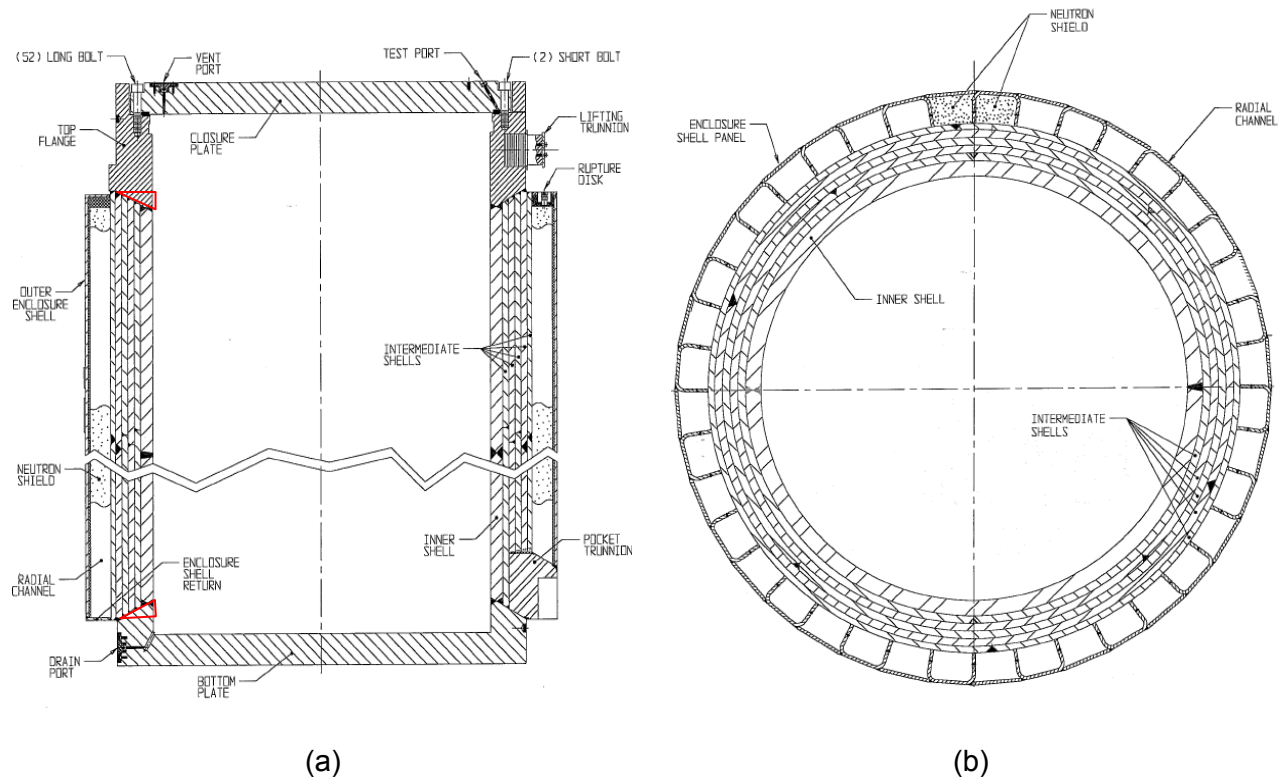 (52) LONG BOLT
VENT
PORT
TEST PORT
(2) SHORT BOLT
TOP
FLANGE
CLOSURE
PLATE
LIFTING
TRUNNION
RUPTURE
DISK
OUTER
ENCLOSURE
SHELL
INTERMEDIATE
SHELLS
NEUTRON
SHIELD
INNER
SHELL
POCKET
TRUNNION
RADIAL
CHANNEL
ENCLOSURE
SHELL
RETURN
DRAIN
PORT
BOTTOM
PLATE
(a)
NEUTRON
SHIELD
ENCLOSURE
SHELL PANEL
RADIAL
CHANNEL
INNER SHELL
INTERMEDIATE
SHELLS
(b)